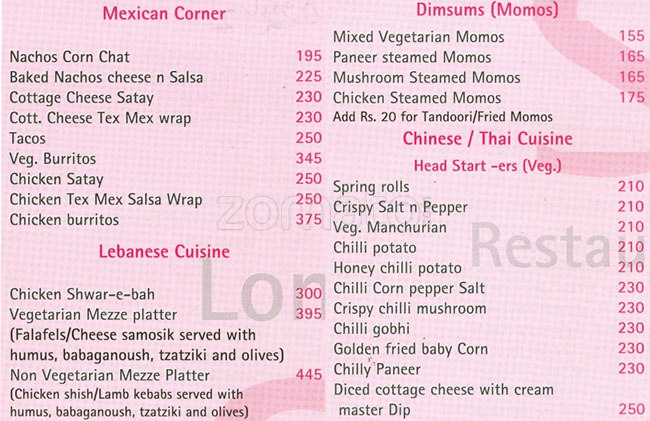 Mexican Corner
Nachos Corn Chat 195
Baked Nachos cheese n Salsa 225
Cottage Cheese Satay 230
Cott. Cheese Tex Mex wrap 230
Tacos 250
Veg. Burritos 345
Chicken Satay 250
Chicken Tex Mex Salsa Wrap 250
Chicken burritos 375
Lebanese Cuisine
Chicken Shwar-e-bah 300
Vegetarian Mezze platter 395
(Falafels/Cheese samosik served with
humus, babaganoush, tzatziki and olives)
Non Vegetarian Mezze Platter 445
(Chicken shish/Lamb kebabs served with
humus, babaganoush, tzatziki and olives)
Dimsums (Momos)
Mixed Vegetarian Momos 155
Paneer steamed Momos 165
Mushroom Steamed Momos 165
Chicken Steamed Momos 175
Add Rs. 20 for Tandoori/Fried Momos
Chinese / Thai Cuisine
Head Start -ers (Veg.)
Spring rolls 210
Crispy Salt n Pepper 210
Veg. Manchurian 210
Chilli potato 210
Honey chilli potato 210
Chilli Corn pepper Salt 230
Crispy chilli mushroom 230
Chilli gobhi 230
Golden fried baby Corn 230
Chilly Paneer 230
Diced cottage cheese with cream
master Dip 250